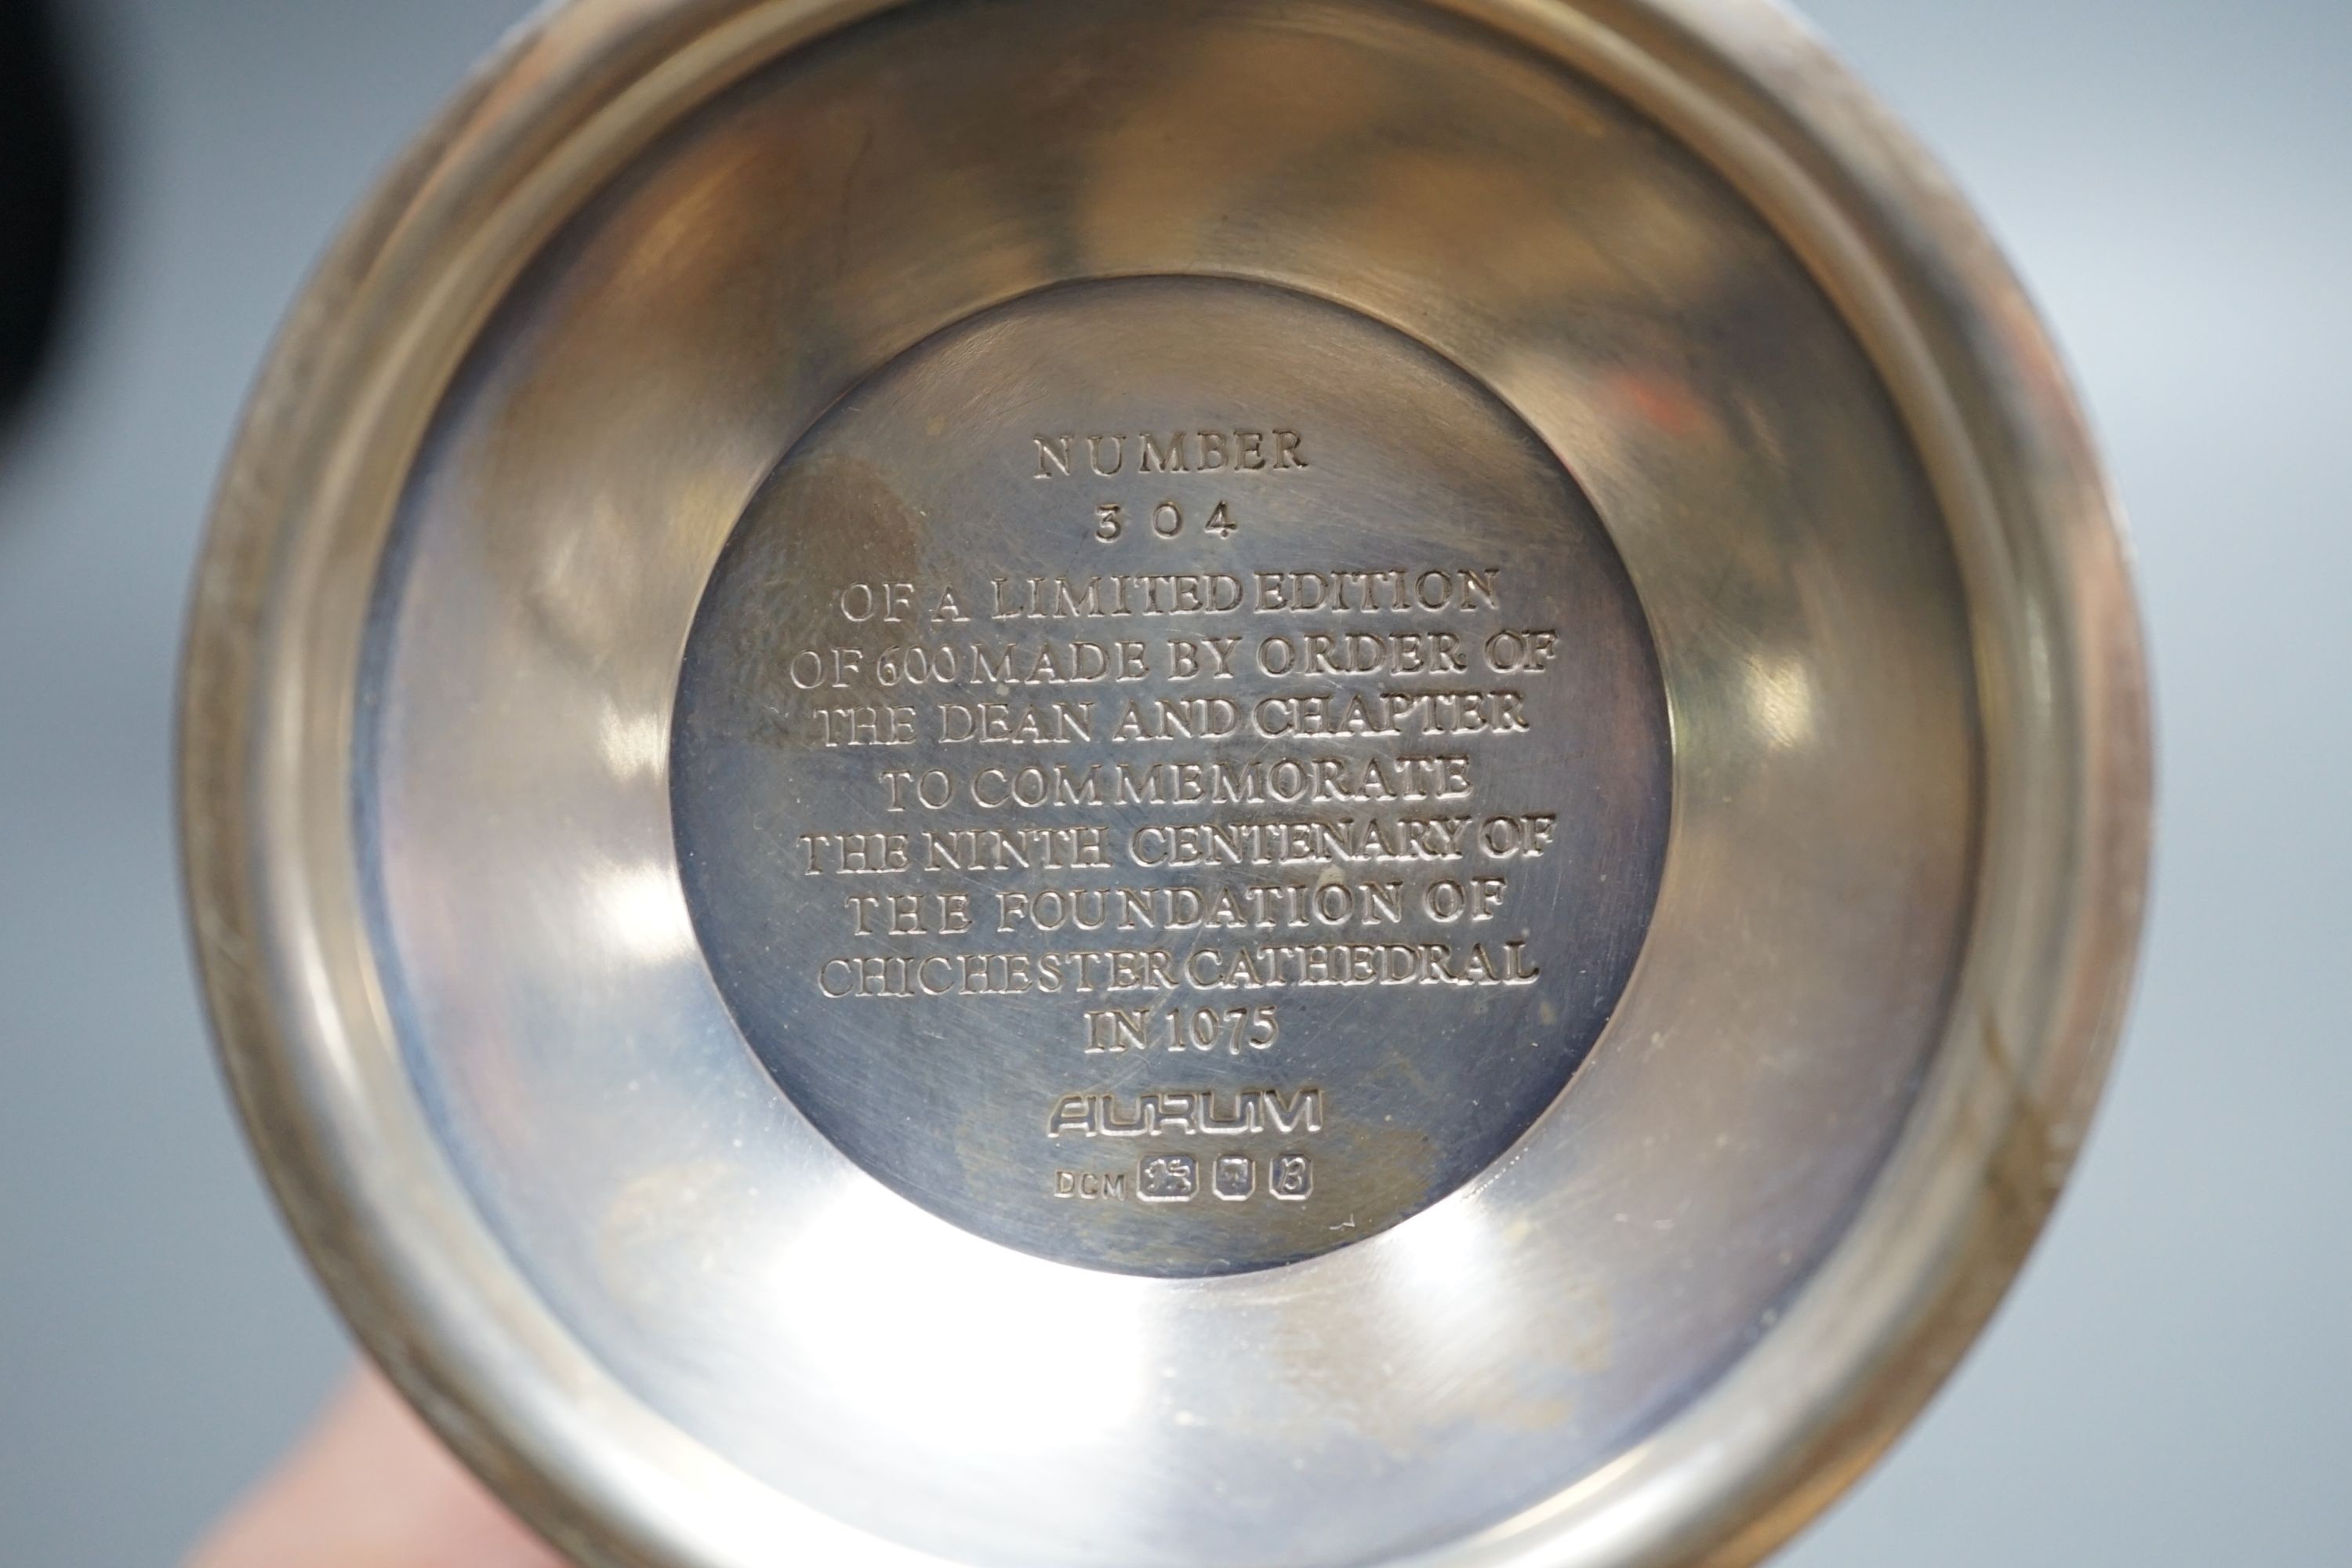 NUMBER
304
OF A LIMITED EDITION
OF 600 MADE BY ORDER OF
THE DEAN AND CHAPTER
TO COMMEMORATE
THE NINTH CENTENARY OF
THE FOUNDATION OF
CHICHESTER CATHEDRAL
IN 1075
AURUM
DCM